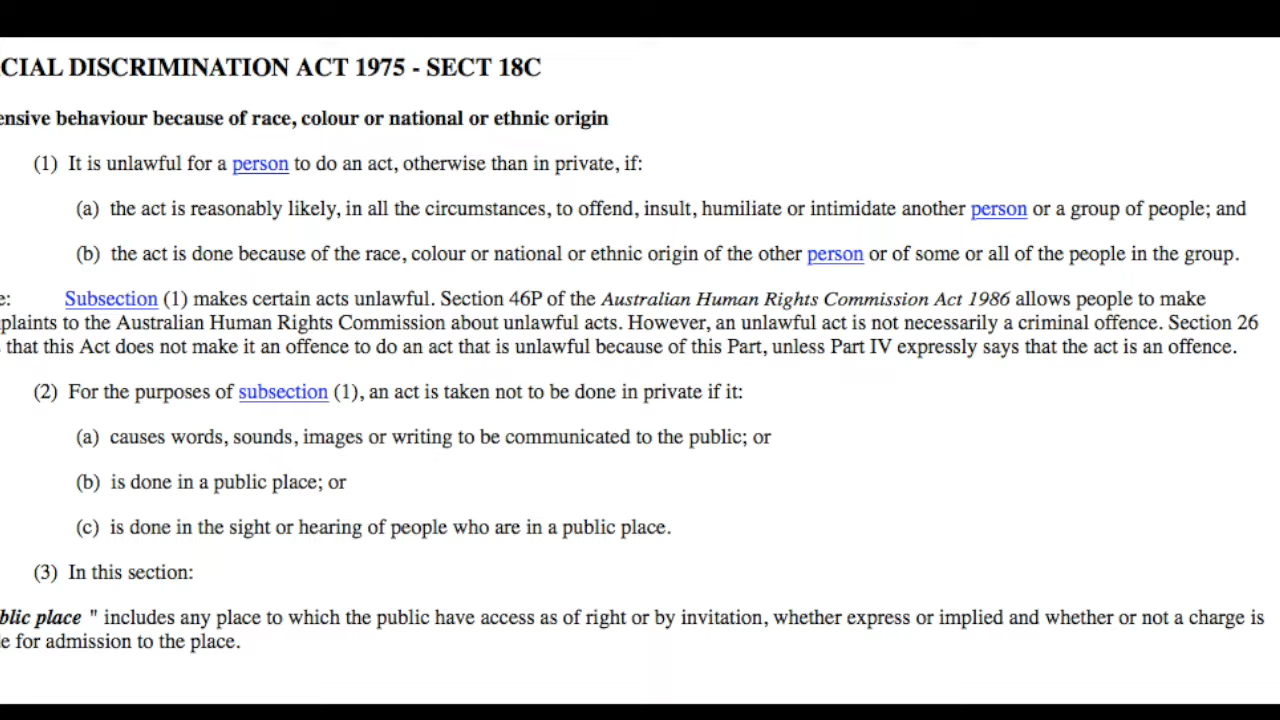 CIAL DISCRIMINATION ACT 1975 - SECT 18C
ensive behaviour because of race, colour or national or ethnic origin
(1) It is unlawful for a person to do an act, otherwise than in private, if:
(a) the act is reasonably likely, in all the circumstances, to offend, insult, humiliate or intimidate another person or a group of people; and
(b) the act is done because of the race, colour or national or ethnic origin of the other person or of some or all of the people in the group.
e: Subsection (1) makes certain acts unlawful. Section 46P of the Australian Human Rights Commission Act 1986 allows people to make
plaints to the Australian Human Rights Commission about unlawful acts. However, an unlawful act is not necessarily a criminal offence. Section 26
that this Act does not make it an offence to do an act that is unlawful because of this Part, unless Part IV expressly says that the act is an offence.
(2) For the purposes of subsection (1), an act is taken not to be done in private if it:
(a) causes words, sounds, images or writing to be communicated to the public; or
(b) is done in a public place; or
(c) is done in the sight or hearing of people who are in a public place.
(3) In this section:
blic place " includes any place to which the public have access as of right or by invitation, whether express or implied and whether or not a charge is
e for admission to the place.